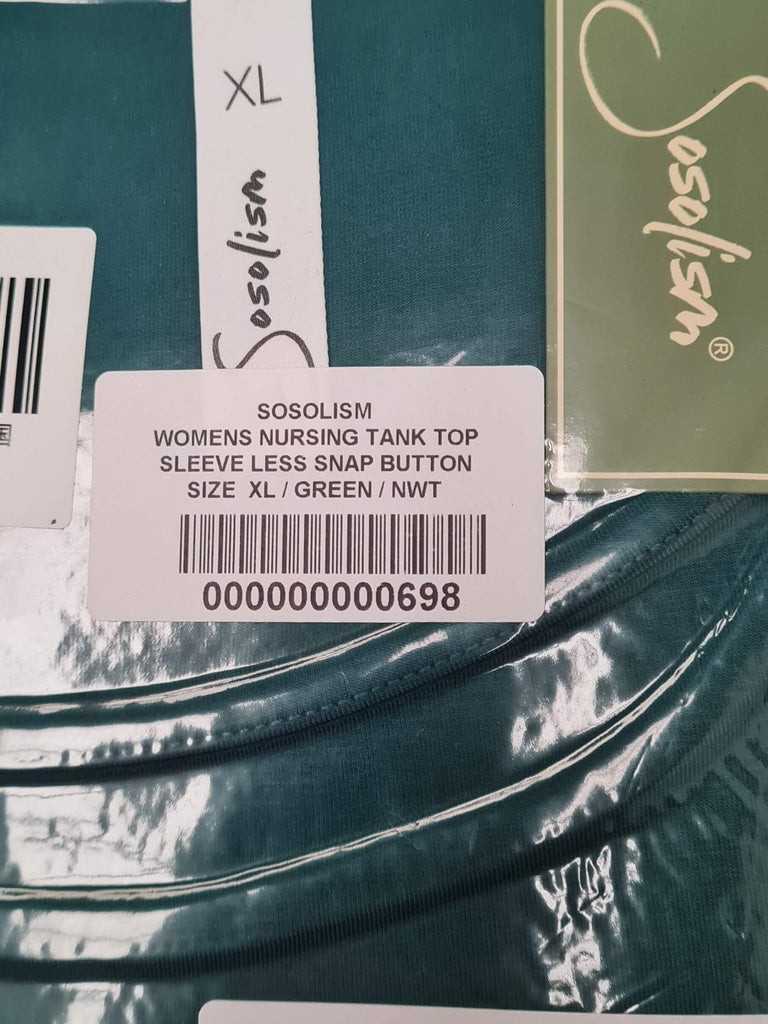 XL
Sosolism
Sosolism®
SOSOLISM
WOMENS NURSING TANK TOP
SLEEVE LESS SNAP BUTTON
SIZE XL / GREEN / NWT
000000000698